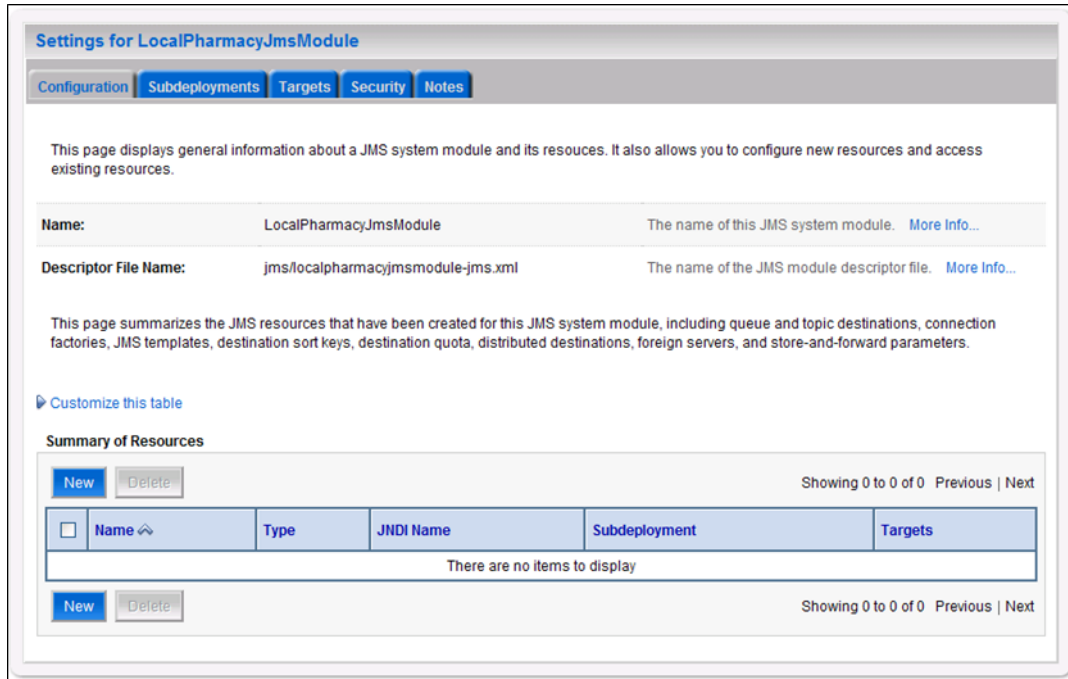 Settings for LocalPharmacyJmsModule
Configuration Subdeployments Targets Security Notes
This page displays general information about a JMS system module and its resouces. It also allows you to configure new resources and access
existing resources.
Name: LocalPharmacyJmsModule The name of this JMS system module. More Info...
Descriptor File Name: jms/localpharmacyjmsmodule-jms.xml The name of the JMS module descriptor file. More Info...
This page summarizes the JMS resources that have been created for this JMS system module, including queue and topic destinations, connection
factories, JMS templates, destination sort keys, destination quota, distributed destinations, foreign servers, and store-and-forward parameters.
Customize this table
Summary of Resources
New Delete Showing 0 to 0 of 0 Previous | Next
Name Type JNDI Name Subdeployment Targets
There are no items to display
New Delete Showing 0 to 0 of 0 Previous | Next